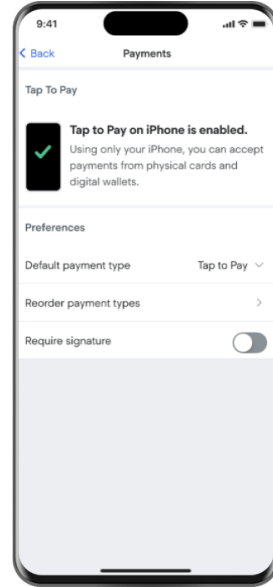 9:41
Back
Payments
Tap To Pay
Tap to Pay on iPhone is enabled.
Using only your iPhone, you can accept
payments from physical cards and
digital wallets.
Preferences
Default payment type
Tap to Pay
Reorder payment types
Require signature